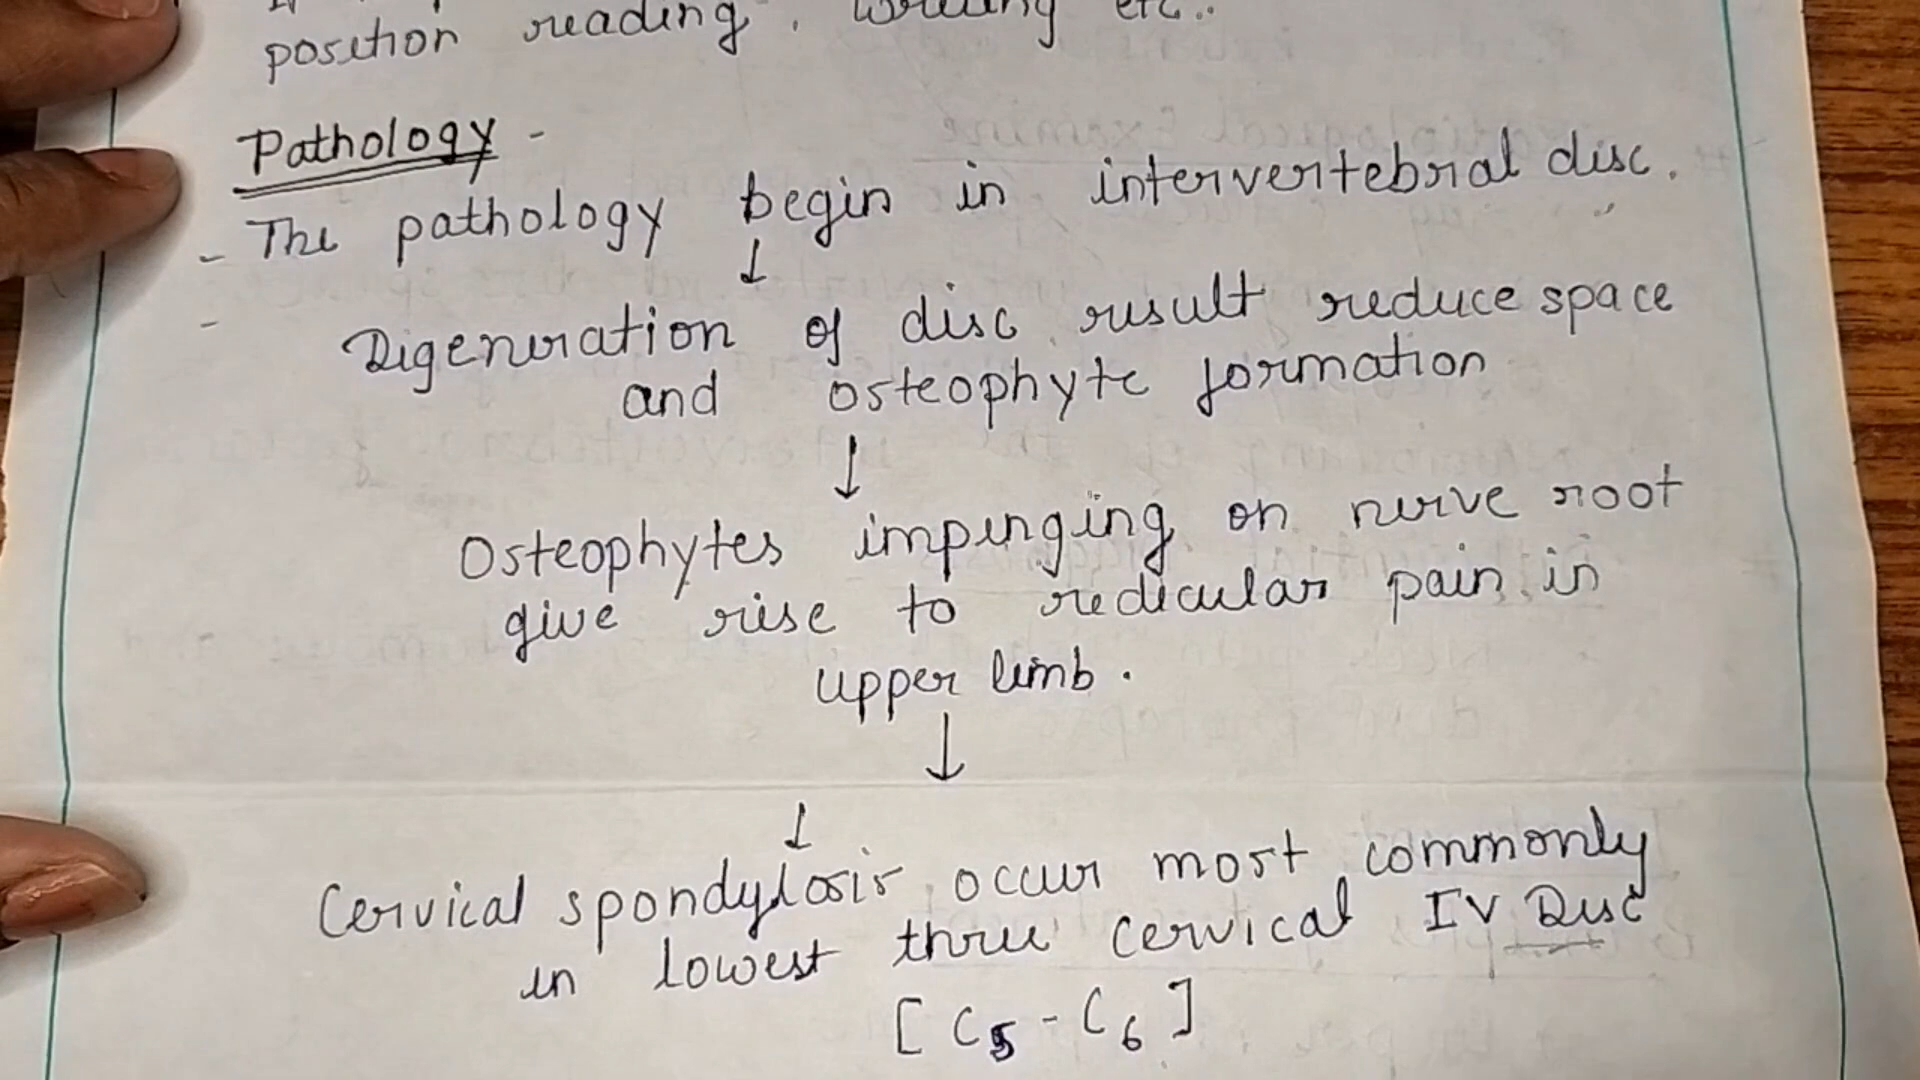 position reading, writing etc..
Pathology -
- The pathology begin in intervertebral disc.
↓
- Digeneration of disc result reduce space
and osteophyte formation
↓
Osteophytes impinging on nerve root
give rise to redicular pain in
upper limb.
↓
↓
Cervical spondylosis occur most commonly
in lowest three cervical IV Disc
[C5-C6]